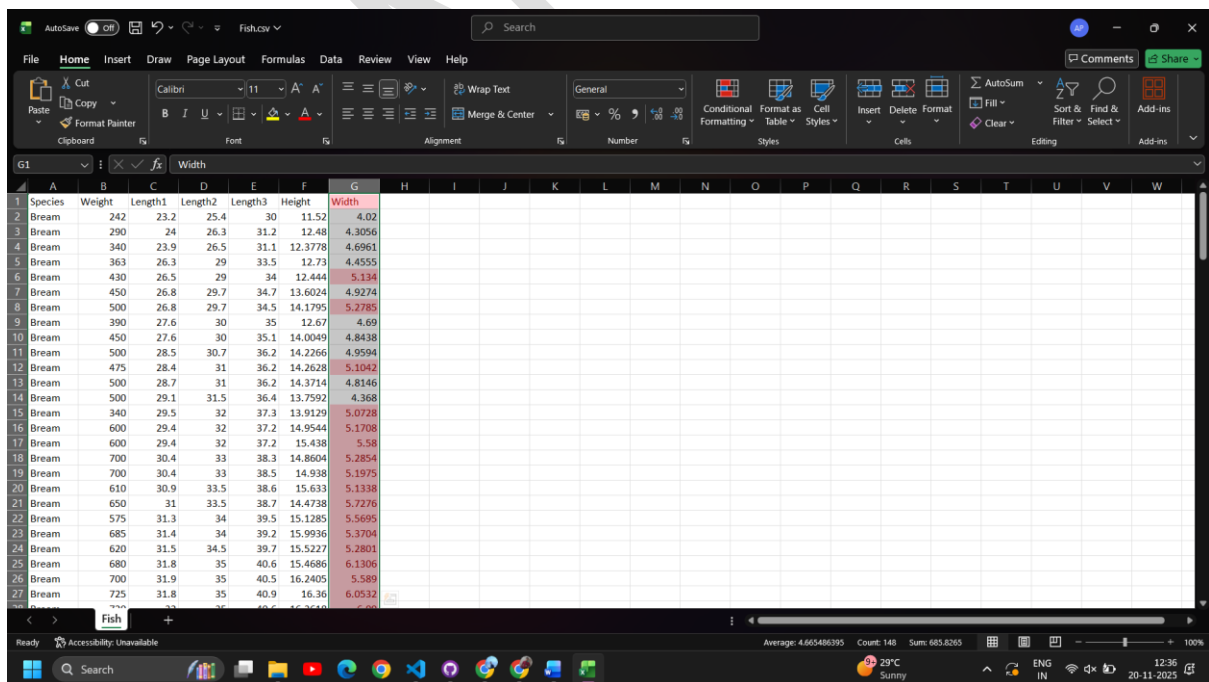 AutoSave Off Fish.csv Search AP
File Home Insert Draw Page Layout Formulas Data Review View Help Comments Share
Paste Cut Copy Format Painter Calibri 11 A A B I U A Wrap Text Merge & Center General % Conditional Formatting Format as Table Cell Styles Insert Delete Format AutoSum Fill Clear Sort & Filter Find & Select Add-ins
Clipboard Font Alignment Number Styles Cells Editing Add-ins
G1 fx Width
A B C D E F G H I J K L M N O P Q R S T U V W
1 Species Weight Length1 Length2 Length3 Height Width
2 Bream 242 23.2 25.4 30 11.52 4.02
3 Bream 290 24 26.3 31.2 12.48 4.3056
4 Bream 340 23.9 26.5 31.1 12.3778 4.6961
5 Bream 363 26.3 29 33.5 12.73 4.4555
6 Bream 430 26.5 29 34 12.444 5.134
7 Bream 450 26.8 29.7 34.7 13.6024 4.9274
8 Bream 500 26.8 29.7 34.5 14.1795 5.2785
9 Bream 390 27.6 30 35 12.67 4.69
10 Bream 450 27.6 30 35.1 14.0049 4.8438
11 Bream 500 28.5 30.7 36.2 14.2266 4.9594
12 Bream 475 28.4 31 36.2 14.2628 5.1042
13 Bream 500 28.7 31 36.2 14.3714 4.8146
14 Bream 500 29.1 31.5 36.4 13.7592 4.368
15 Bream 340 29.5 32 37.3 13.9129 5.0728
16 Bream 600 29.4 32 37.2 14.9544 5.1708
17 Bream 600 29.4 32 37.2 15.438 5.58
18 Bream 700 30.4 33 38.3 14.8604 5.2854
19 Bream 700 30.4 33 38.5 14.938 5.1975
20 Bream 610 30.9 33.5 38.6 15.633 5.1338
21 Bream 650 31 33.5 38.7 14.4738 5.7276
22 Bream 575 31.3 34 39.5 15.1285 5.5695
23 Bream 685 31.4 34 39.2 15.9936 5.3704
24 Bream 620 31.5 34.5 39.7 15.5227 5.2801
25 Bream 680 31.8 35 40.6 15.4686 6.1306
26 Bream 700 31.9 35 40.5 16.2405 5.589
27 Bream 725 31.8 35 40.9 16.36 6.0532
Fish
Ready Accessibility: Unavailable Average: 4.665486395 Count: 148 Sum: 685.8265 100%
Search 9+ 29°C Sunny ENG IN 12:36 20-11-2025